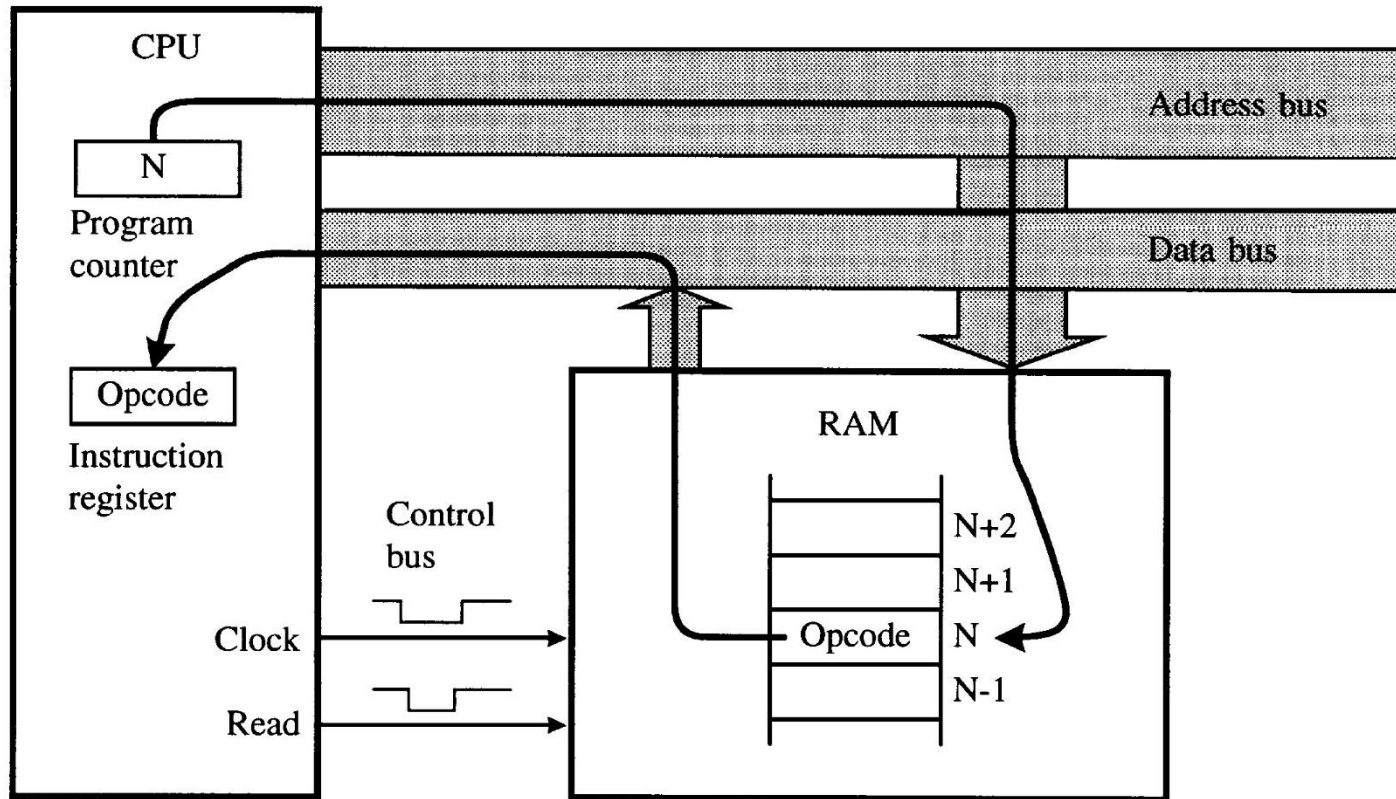 CPU
Address bus
N
Program
counter
Data bus
Opcode
Instruction
register
RAM
Control
bus
N+2
N+1
Clock
Opcode
N
N-1
Read